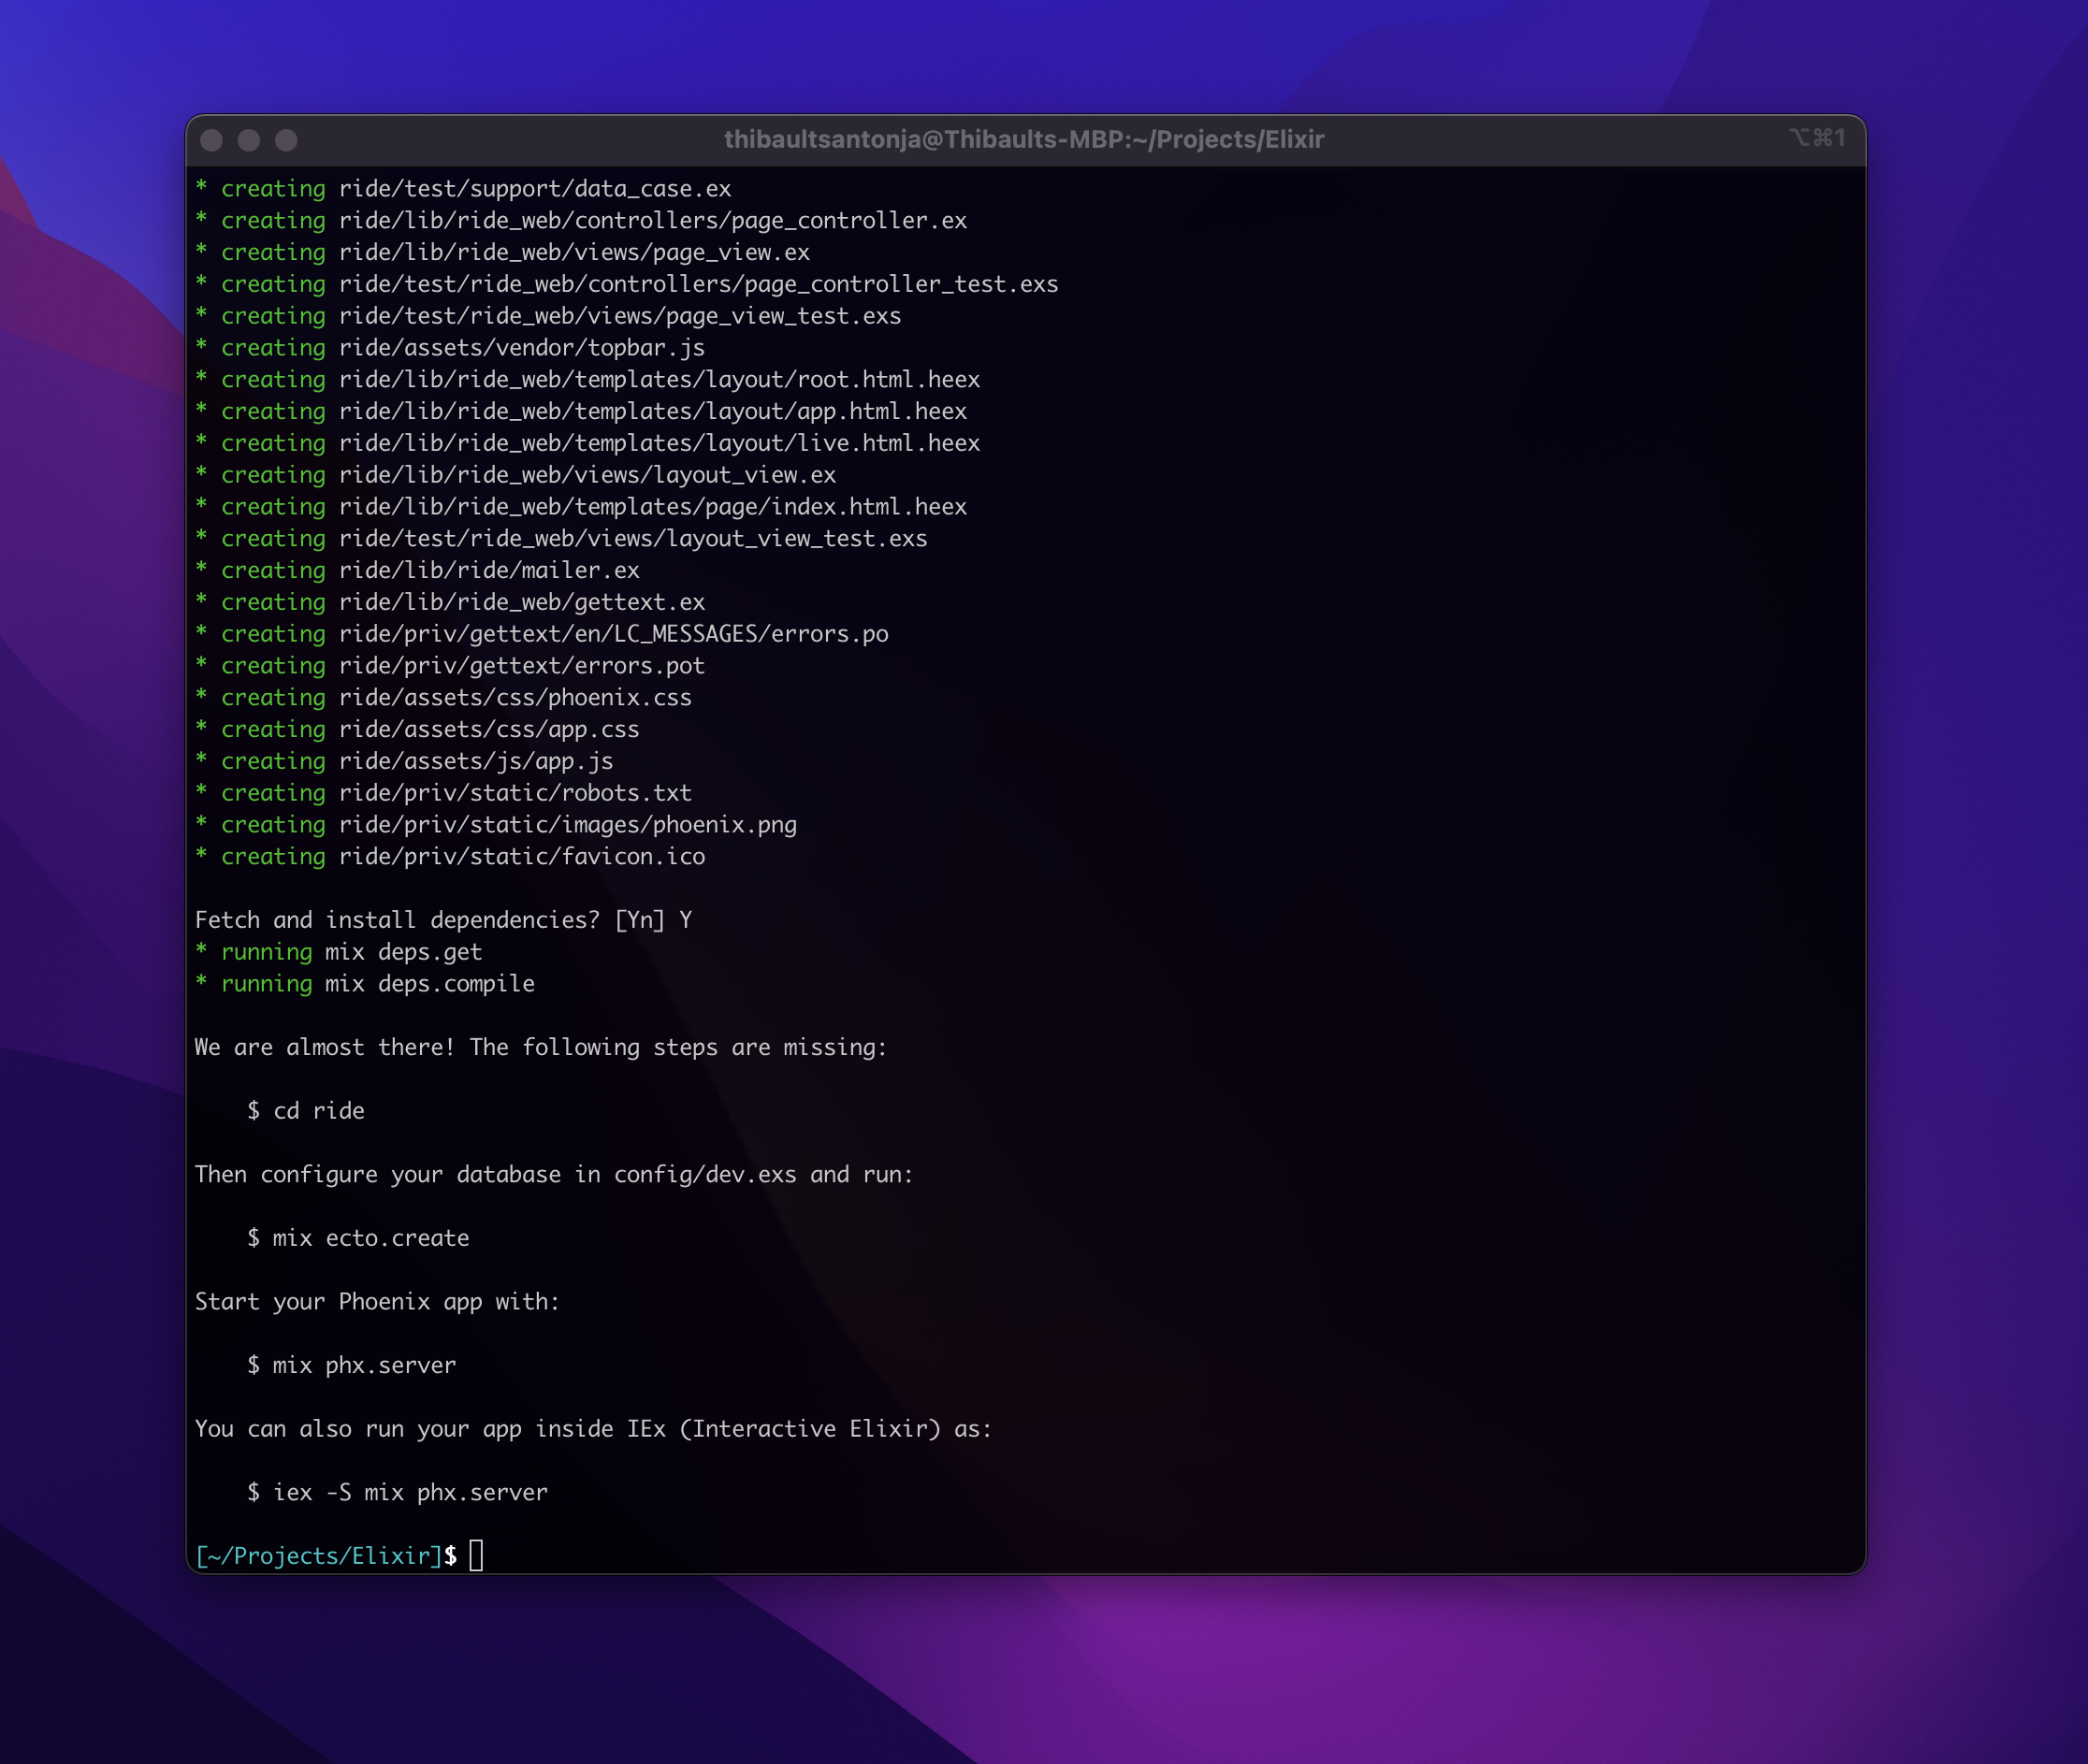 thibaultsantonja@Thibaults-MBP:~/Projects/Elixir ⌥⌘1
* creating ride/test/support/data_case.ex
* creating ride/lib/ride_web/controllers/page_controller.ex
* creating ride/lib/ride_web/views/page_view.ex
* creating ride/test/ride_web/controllers/page_controller_test.exs
* creating ride/test/ride_web/views/page_view_test.exs
* creating ride/assets/vendor/topbar.js
* creating ride/lib/ride_web/templates/layout/root.html.heex
* creating ride/lib/ride_web/templates/layout/app.html.heex
* creating ride/lib/ride_web/templates/layout/live.html.heex
* creating ride/lib/ride_web/views/layout_view.ex
* creating ride/lib/ride_web/templates/page/index.html.heex
* creating ride/test/ride_web/views/layout_view_test.exs
* creating ride/lib/ride/mailer.ex
* creating ride/lib/ride_web/gettext.ex
* creating ride/priv/gettext/en/LC_MESSAGES/errors.po
* creating ride/priv/gettext/errors.pot
* creating ride/assets/css/phoenix.css
* creating ride/assets/css/app.css
* creating ride/assets/js/app.js
* creating ride/priv/static/robots.txt
* creating ride/priv/static/images/phoenix.png
* creating ride/priv/static/favicon.ico

Fetch and install dependencies? [Yn] Y
* running mix deps.get
* running mix deps.compile

We are almost there! The following steps are missing:

    $ cd ride

Then configure your database in config/dev.exs and run:

    $ mix ecto.create

Start your Phoenix app with:

    $ mix phx.server

You can also run your app inside IEx (Interactive Elixir) as:

    $ iex -S mix phx.server

[~/Projects/Elixir]$